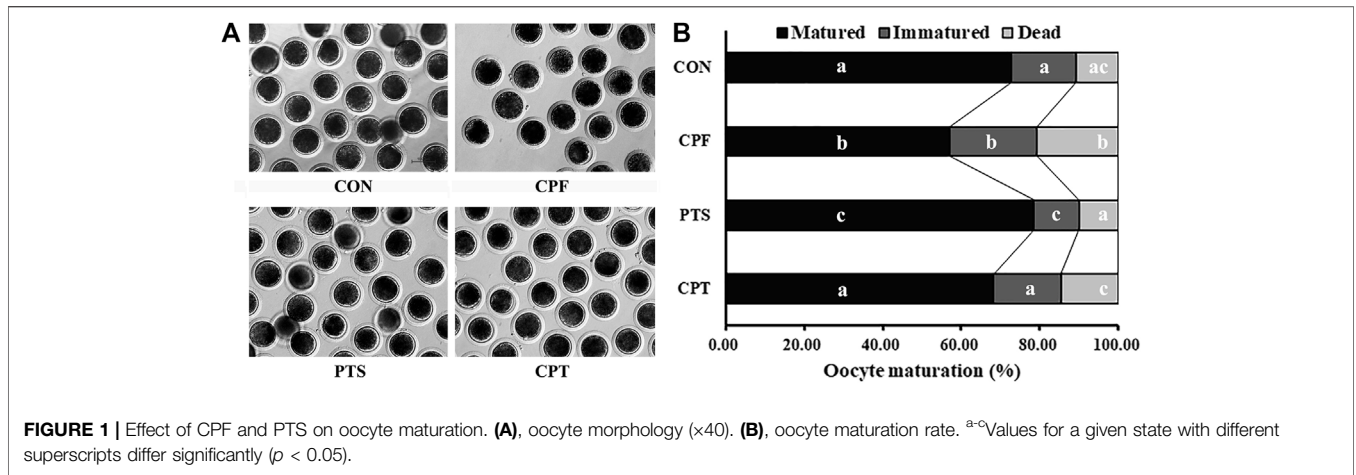 A
CON
CPF
PTS
CPT
B
Matured Immatured Dead
CON
a a ac
CPF
b b b
PTS
c c a
CPT
a a c
0.00 20.00 40.00 60.00 80.00 100.00
Oocyte maturation (%)
FIGURE 1 | Effect of CPF and PTS on oocyte maturation. (A), oocyte morphology (×40). (B), oocyte maturation rate. a-cValues for a given state with different
superscripts differ significantly (p < 0.05).